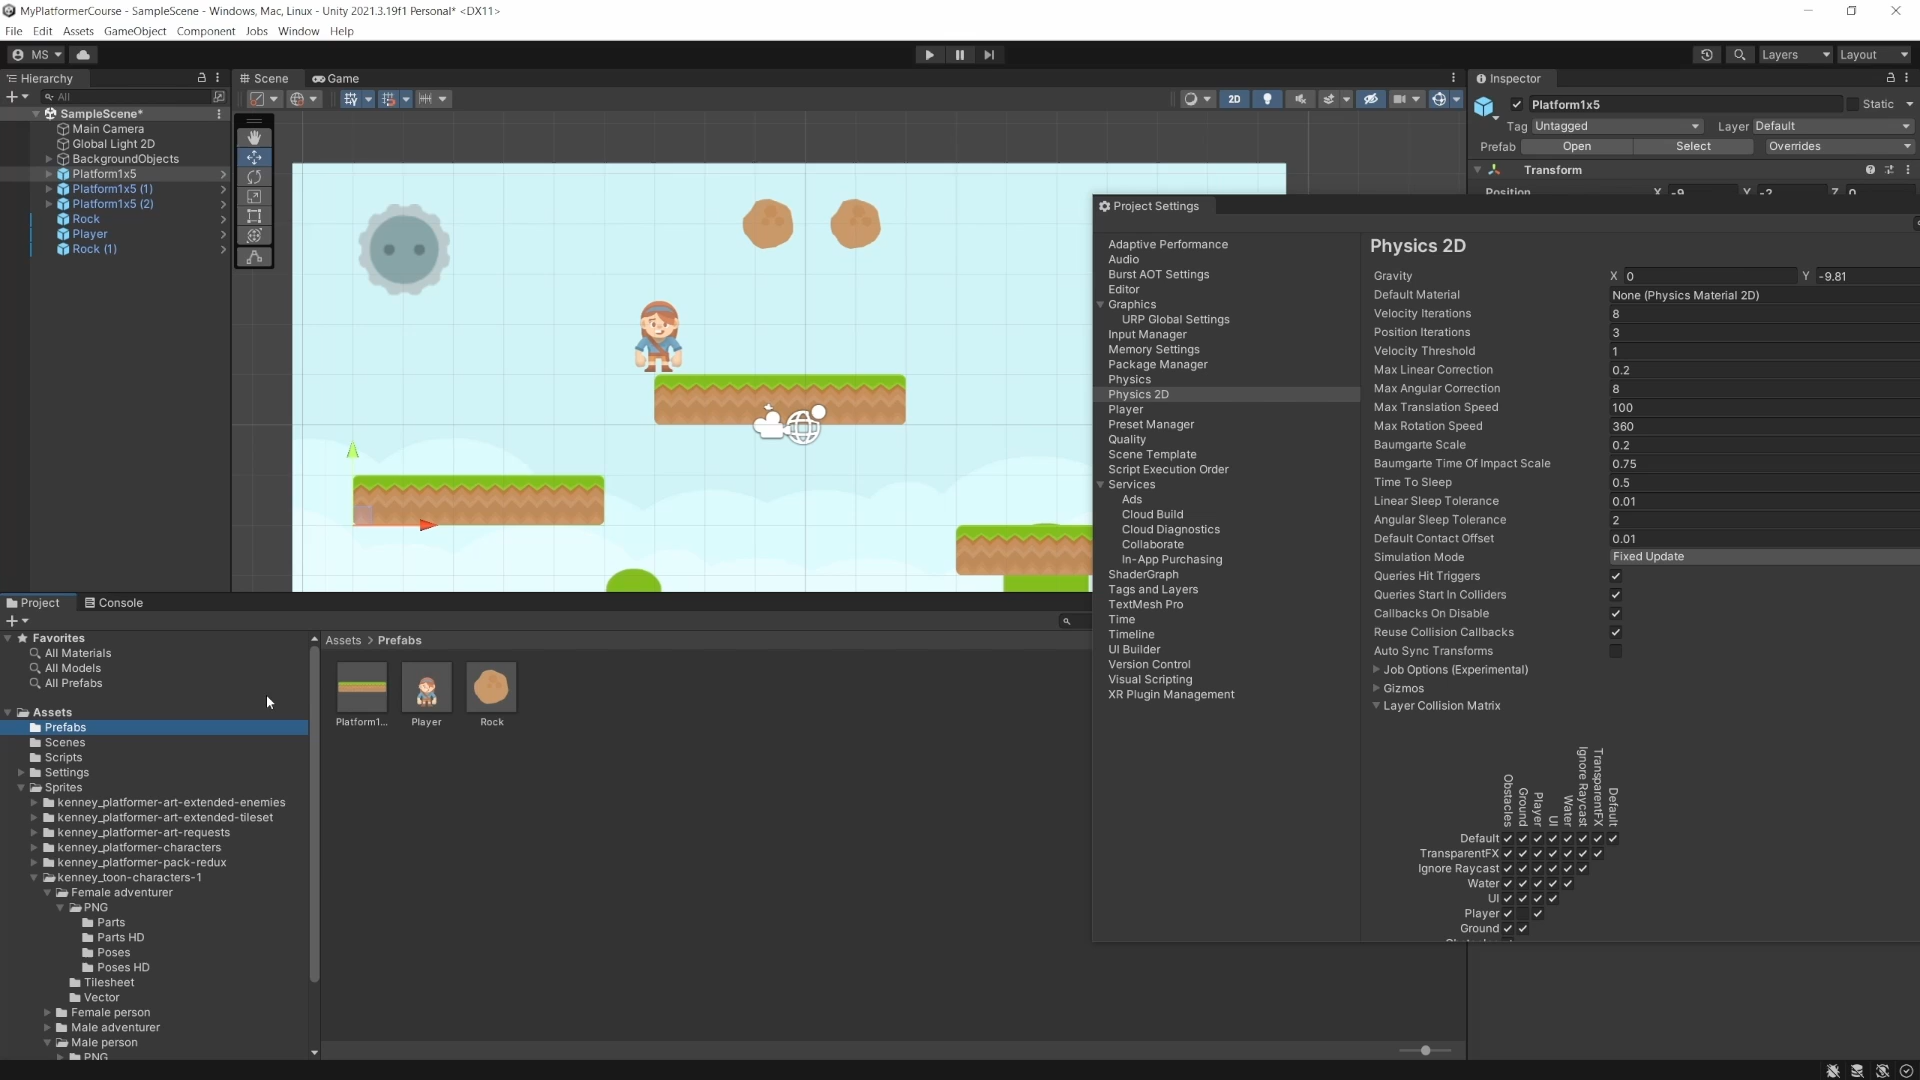 MyPlatformerCourse - SampleScene - Windows, Mac, Linux - Unity 2021.3.19f1 Personal* <DX11>
File Edit Assets GameObject Component Jobs Window Help
MS
Layers
Layout
Hierarchy
All
SampleScene*
Main Camera
Global Light 2D
BackgroundObjects
Platform1x5
Platform1x5 (1)
Platform1x5 (2)
Rock
Player
Rock (1)
Scene
Game
2D
Inspector
Platform1x5
Static
Tag Untagged
Layer Default
Prefab Open Select Overrides
Transform
Position X -9 Y -2 Z 0
Project Settings
Adaptive Performance
Audio
Burst AOT Settings
Editor
Graphics
URP Global Settings
Input Manager
Memory Settings
Package Manager
Physics
Physics 2D
Player
Preset Manager
Quality
Scene Template
Script Execution Order
Services
Ads
Cloud Build
Cloud Diagnostics
Collaborate
In-App Purchasing
ShaderGraph
Tags and Layers
TextMesh Pro
Time
Timeline
UI Builder
Version Control
Visual Scripting
XR Plugin Management
Physics 2D
Gravity X 0 Y -9.81
Default Material None (Physics Material 2D)
Velocity Iterations 8
Position Iterations 3
Velocity Threshold 1
Max Linear Correction 0.2
Max Angular Correction 8
Max Translation Speed 100
Max Rotation Speed 360
Baumgarte Scale 0.2
Baumgarte Time Of Impact Scale 0.75
Time To Sleep 0.5
Linear Sleep Tolerance 0.01
Angular Sleep Tolerance 2
Default Contact Offset 0.01
Simulation Mode Fixed Update
Queries Hit Triggers
Queries Start In Colliders
Callbacks On Disable
Reuse Collision Callbacks
Auto Sync Transforms
Job Options (Experimental)
Gizmos
Layer Collision Matrix
Obstacles
Ground
Player
UI
Water
Ignore Raycast
TransparentFX
Default
Default
TransparentFX
Ignore Raycast
Water
UI
Player
Ground
Project
Console
Favorites
All Materials
All Models
All Prefabs
Assets
Prefabs
Scenes
Scripts
Settings
Sprites
kenney_platformer-art-extended-enemies
kenney_platformer-art-extended-tileset
kenney_platformer-art-requests
kenney_platformer-characters
kenney_platformer-pack-redux
kenney_toon-characters-1
Female adventurer
PNG
Parts
Parts HD
Poses
Poses HD
Tilesheet
Vector
Female person
Male adventurer
Male person
PNG
Assets > Prefabs
Platform1...
Player
Rock